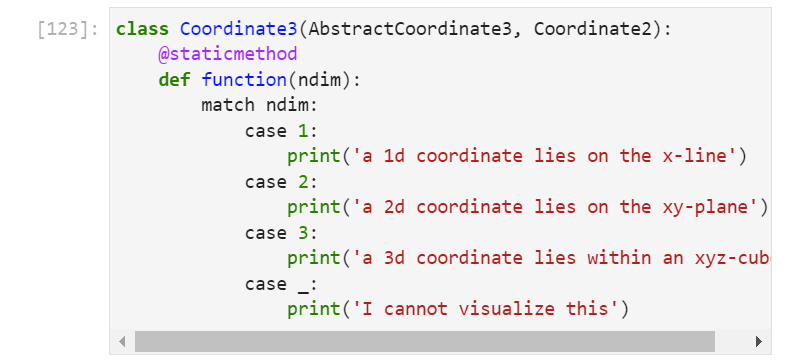 [123]: class Coordinate3(AbstractCoordinate3, Coordinate2):
    @staticmethod
    def function(ndim):
        match ndim:
            case 1:
                print('a 1d coordinate lies on the x-line')
            case 2:
                print('a 2d coordinate lies on the xy-plane')
            case 3:
                print('a 3d coordinate lies within an xyz-cub
            case _:
                print('I cannot visualize this')